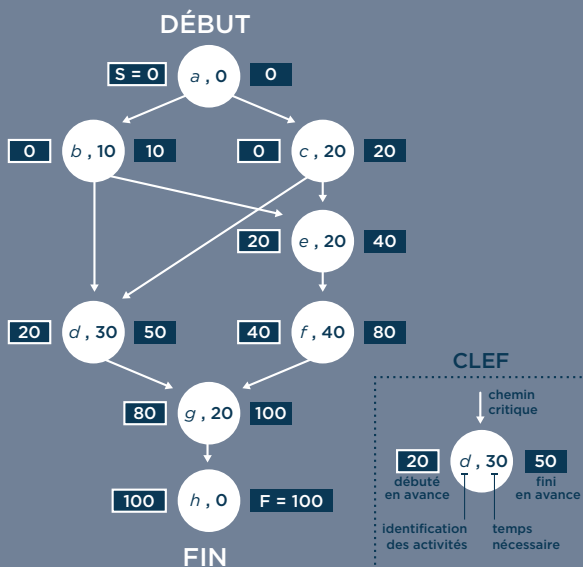 DÉBUT
S = 0 a , 0 0
0 b , 10 10 0 c , 20 20
20 e , 20 40
20 d , 30 50 40 f , 40 80
80 g , 20 100
100 h , 0 F = 100
FIN
CLEF
chemin
critique
20 d , 30 50
débuté
en avance
fini
en avance
identification
des activités
temps
nécessaire